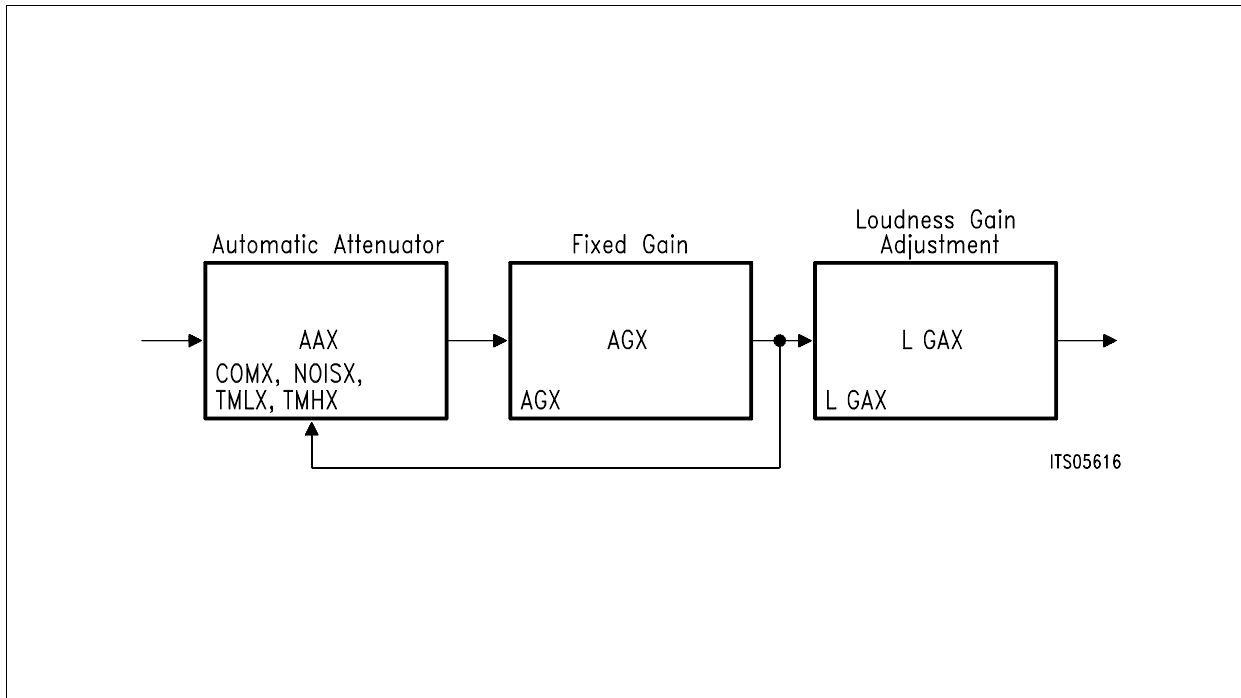 Automatic Attenuator
AAX
COMX, NOISX,
TMLX, TMHX
Fixed Gain
AGX
AGX
Loudness Gain
Adjustment
L GAX
L GAX
ITS05616